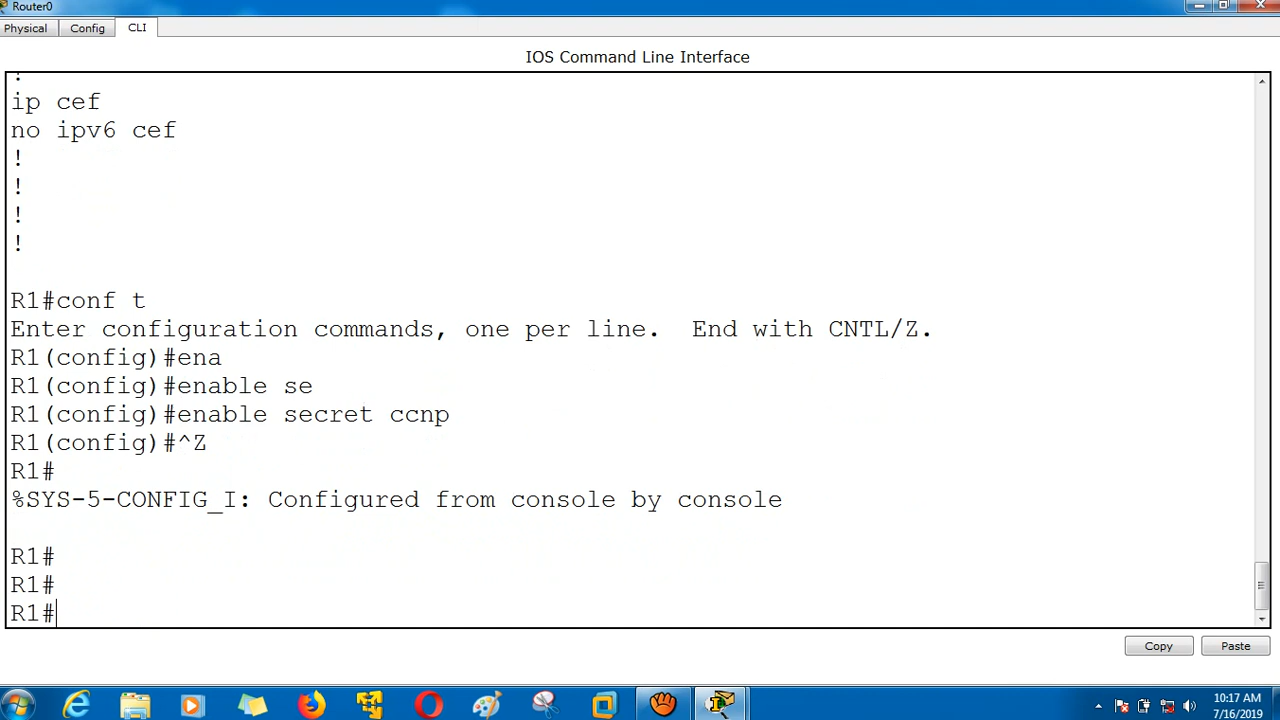 Router0
Physical Config CLI
IOS Command Line Interface
!
ip cef
no ipv6 cef
!
!
!
!
R1#conf t
Enter configuration commands, one per line.  End with CNTL/Z.
R1(config)#ena
R1(config)#enable se
R1(config)#enable secret ccnp
R1(config)#^Z
R1#
%SYS-5-CONFIG_I: Configured from console by console
R1#
R1#
R1#
Copy Paste
10:17 AM
7/16/2019